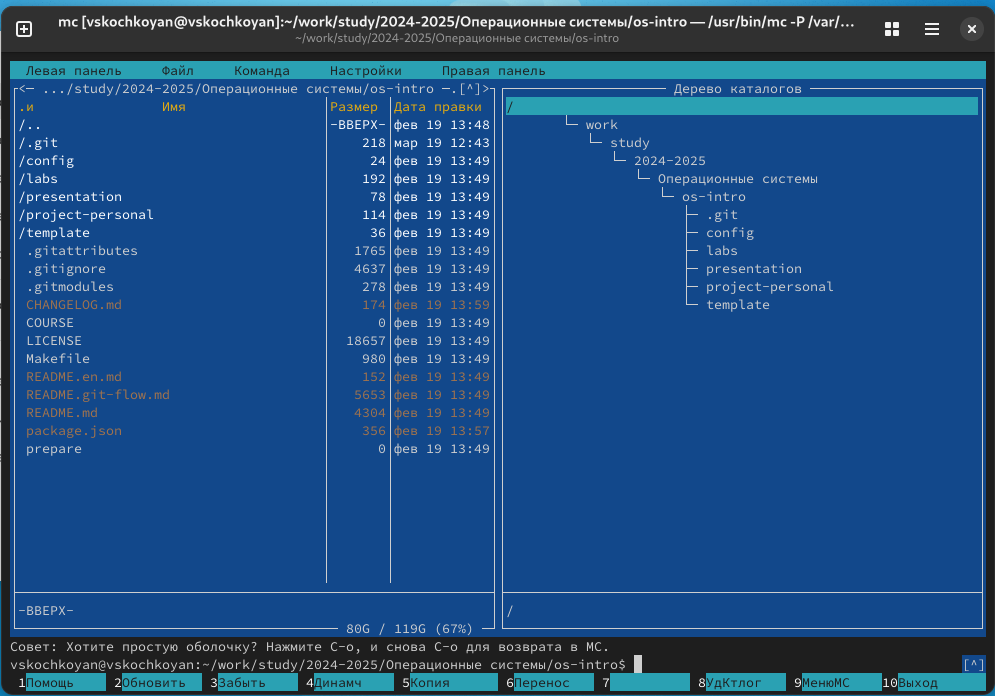 mc [vskochkoyan@vskochkoyan]:~/work/study/2024-2025/Операционные системы/os-intro — /usr/bin/mc -P /var/…
~/work/study/2024-2025/Операционные системы/os-intro
Левая панель Файл Команда Настройки Правая панель
<— .../study/2024-2025/Операционные системы/os-intro —.[^]>
.и Имя Размер Дата правки
/.. -ВВЕРХ- фев 19 13:48
/.git 218 мар 19 12:43
/config 24 фев 19 13:49
/labs 192 фев 19 13:49
/presentation 78 фев 19 13:49
/project-personal 114 фев 19 13:49
/template 36 фев 19 13:49
.gitattributes 1765 фев 19 13:49
.gitignore 4637 фев 19 13:49
.gitmodules 278 фев 19 13:49
CHANGELOG.md 174 фев 19 13:59
COURSE 0 фев 19 13:49
LICENSE 18657 фев 19 13:49
Makefile 980 фев 19 13:49
README.en.md 152 фев 19 13:49
README.git-flow.md 5653 фев 19 13:49
README.md 4304 фев 19 13:49
package.json 356 фев 19 13:57
prepare 0 фев 19 13:49
-ВВЕРХ-
80G / 119G (67%)
Дерево каталогов
/
work
study
2024-2025
Операционные системы
os-intro
.git
config
labs
presentation
project-personal
template
/
Совет: Хотите простую оболочку? Нажмите C-o, и снова C-o для возврата в MC.
vskochkoyan@vskochkoyan:~/work/study/2024-2025/Операционные системы/os-intro$ [^]
1Помощь 2Обновить 3Забыть 4Динамч 5Копия 6Перенос 7 8УдКтлог 9МенюMC 10Выход